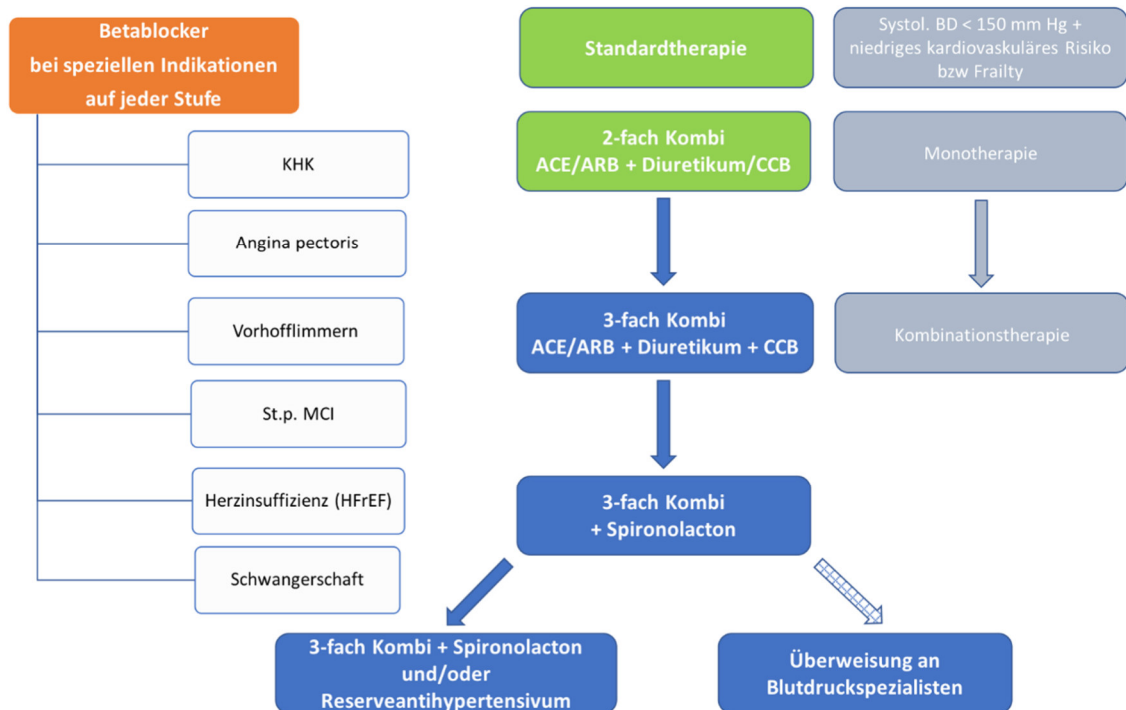 Betablocker
bei speziellen Indikationen
auf jeder Stufe
KHK
Angina pectoris
Vorhofflimmern
St.p. MCI
Herzinsuffizienz (HFrEF)
Schwangerschaft
Standardtherapie
2-fach Kombi
ACE/ARB + Diuretikum/CCB
3-fach Kombi
ACE/ARB + Diuretikum + CCB
3-fach Kombi
+ Spironolacton
3-fach Kombi + Spironolacton
und/oder
Reserveantihypertensivum
Überweisung an
Blutdruckspezialisten
Systol. BD < 150 mm Hg +
niedriges kardiovaskuläres Risiko
bzw Frailty
Monotherapie
Kombinationstherapie